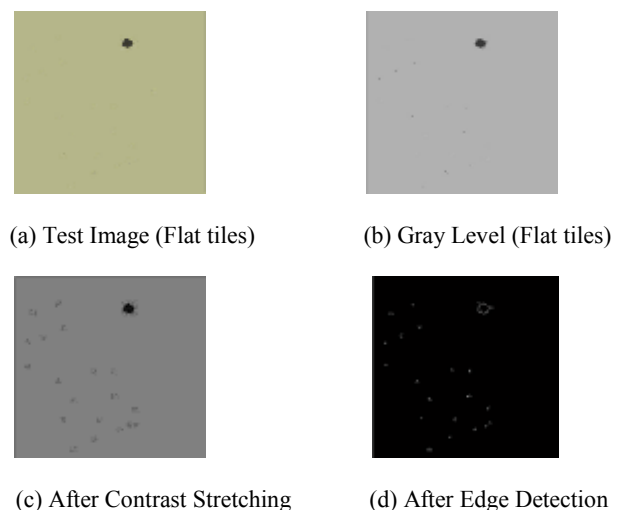 (a) Test Image (Flat tiles)
(b) Gray Level (Flat tiles)
(c) After Contrast Stretching
(d) After Edge Detection